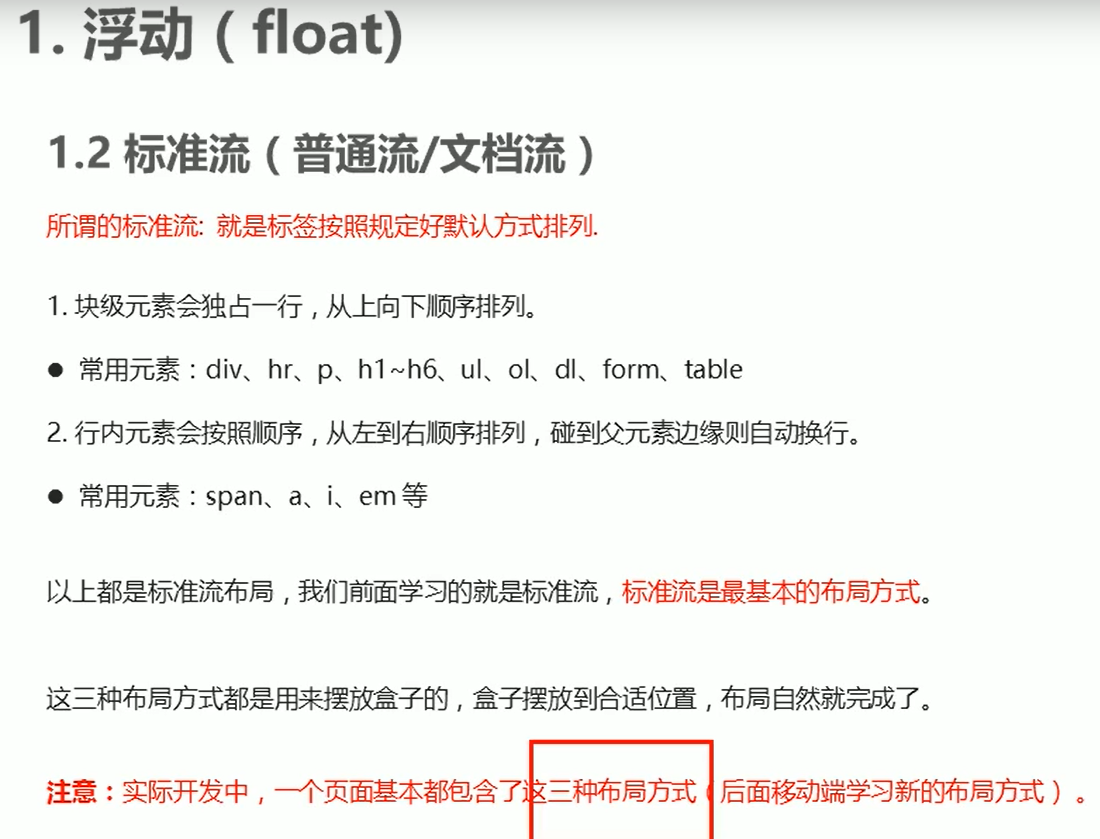 1. 浮动（float)
1.2 标准流（普通流/文档流）
所谓的标准流: 就是标签按照规定好默认方式排列.
1. 块级元素会独占一行，从上向下顺序排列。
● 常用元素：div、hr、p、h1~h6、ul、ol、dl、form、table
2. 行内元素会按照顺序，从左到右顺序排列，碰到父元素边缘则自动换行。
● 常用元素：span、a、i、em 等
以上都是标准流布局，我们前面学习的就是标准流，标准流是最基本的布局方式。
这三种布局方式都是用来摆放盒子的，盒子摆放到合适位置，布局自然就完成了。
注意：实际开发中，一个页面基本都包含了这三种布局方式（后面移动端学习新的布局方式）。